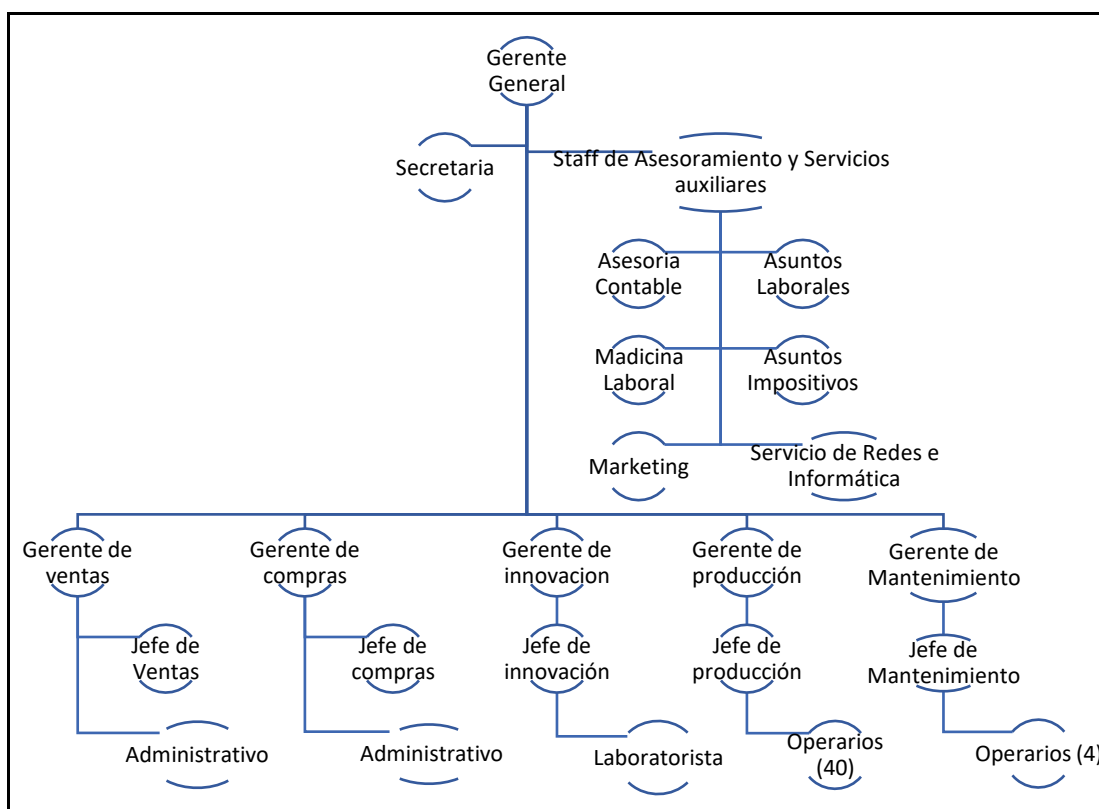 Gerente
General
Secretaria
Staff de Asesoramiento y Servicios
auxiliares
Asesoria
Contable
Asuntos
Laborales
Madicina
Laboral
Asuntos
Impositivos
Marketing
Servicio de Redes e
Informática
Gerente de
ventas
Gerente de
compras
Gerente de
innovacion
Gerente de
producción
Gerente de
Mantenimiento
Jefe de
Ventas
Jefe de
compras
Jefe de
innovación
Jefe de
producción
Jefe de
Mantenimiento
Administrativo
Administrativo
Laboratorista
Operarios
(40)
Operarios (4)